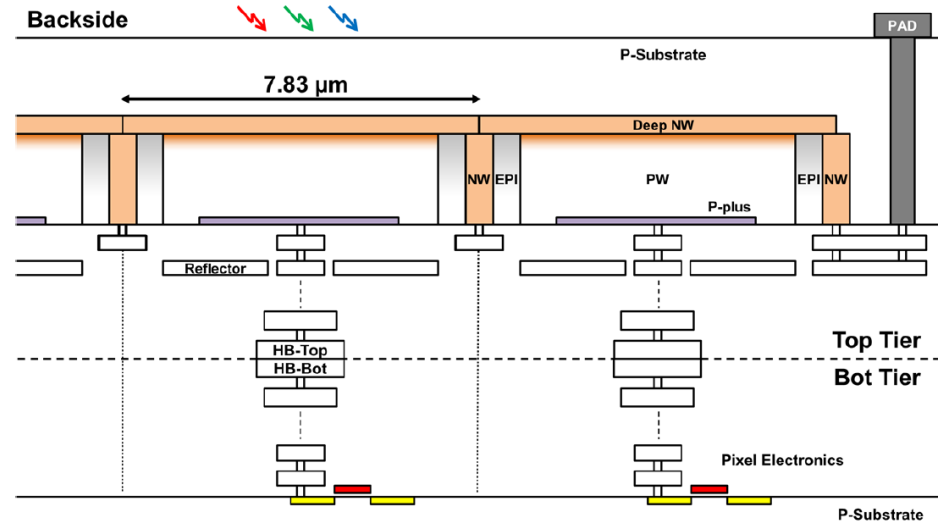 Backside
PAD
P-Substrate
7.83 µm
Deep NW
NW
EPI
PW
EPI
NW
P-plus
Reflector
HB-Top
Top Tier
HB-Bot
Bot Tier
Pixel Electronics
P-Substrate